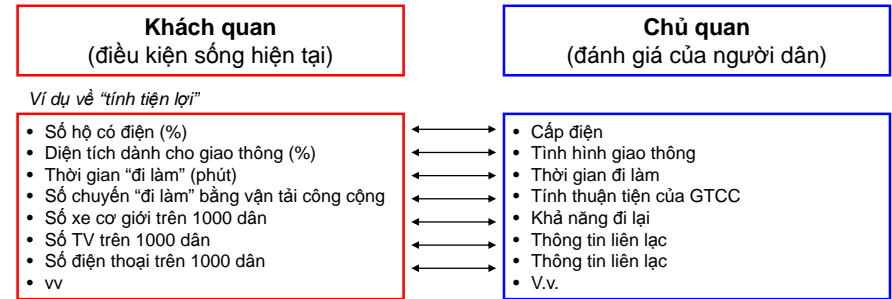 Khách quan
(điều kiện sống hiện tại)
Chủ quan
(đánh giá của người dân)
Ví dụ về “tính tiện lợi”
• Số hộ có điện (%)
• Diện tích dành cho giao thông (%)
• Thời gian “đi làm” (phút)
• Số chuyến “đi làm” bằng vận tải công cộng
• Số xe cơ giới trên 1000 dân
• Số TV trên 1000 dân
• Số điện thoại trên 1000 dân
• vv
• Cấp điện
• Tình hình giao thông
• Thời gian đi làm
• Tính thuận tiện của GTCC
• Khả năng đi lại
• Thông tin liên lạc
• Thông tin liên lạc
• V.v.